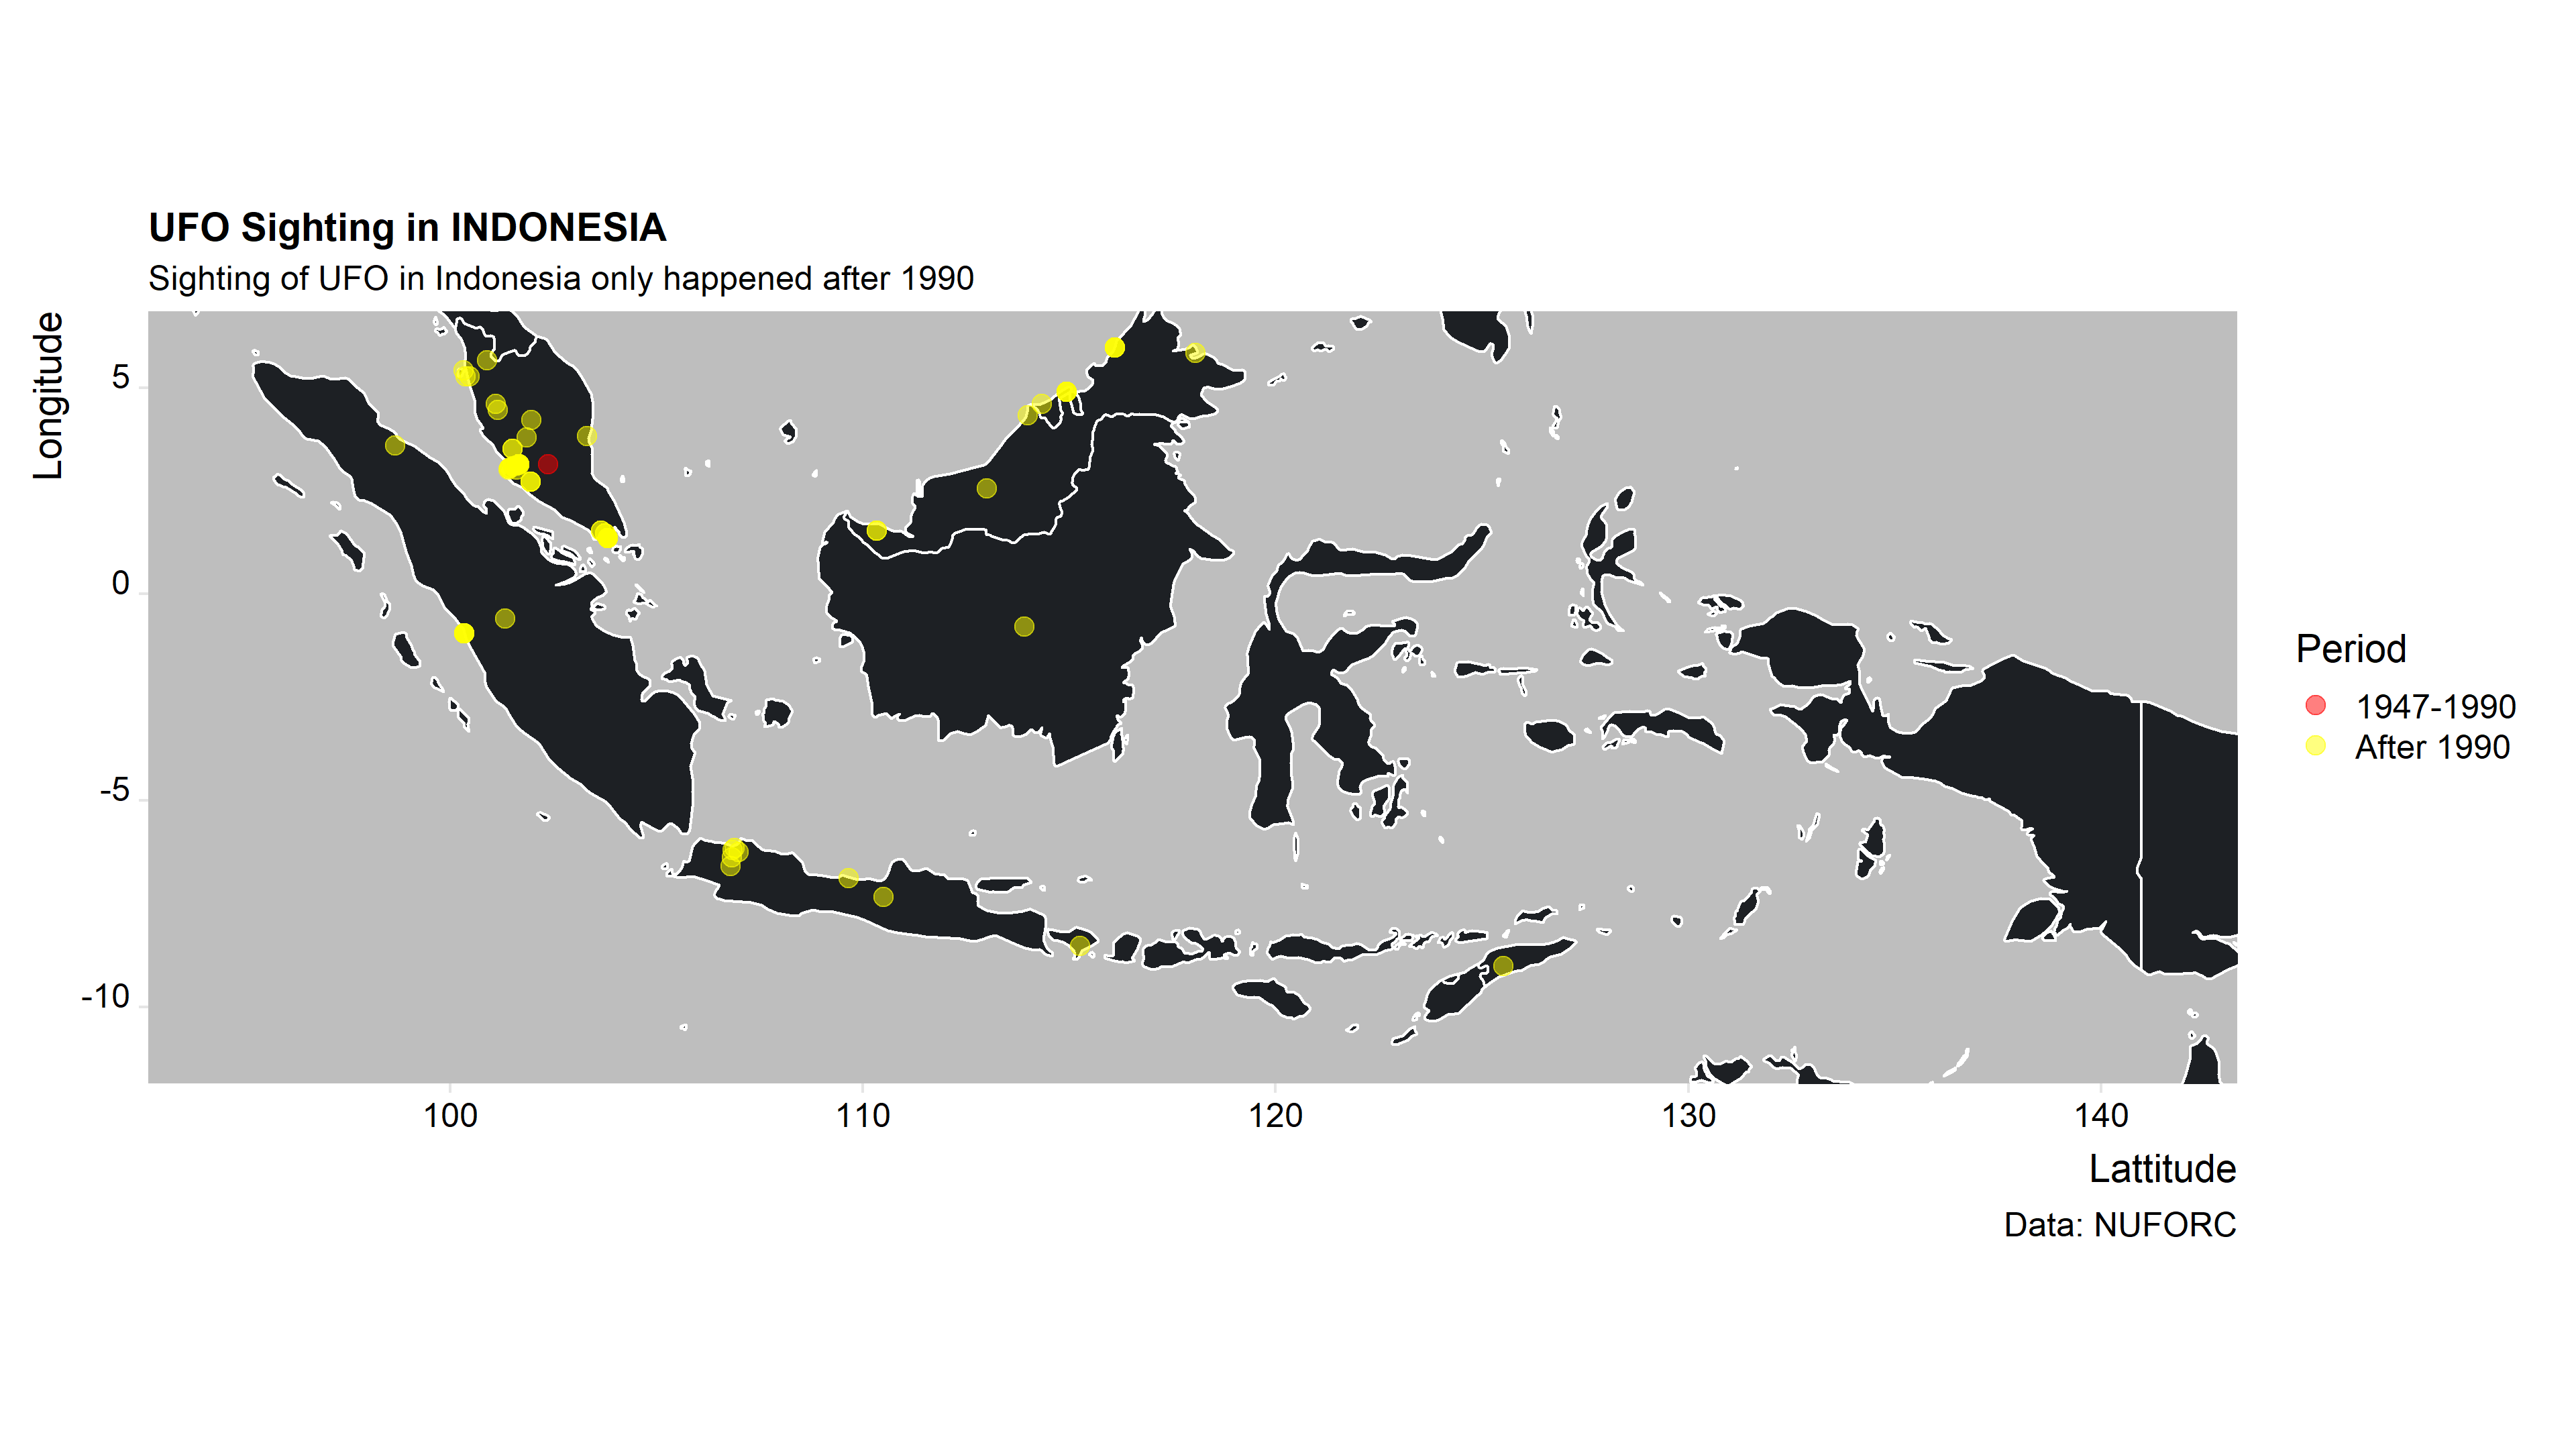 UFO Sighting in INDONESIA
Sighting of UFO in Indonesia only happened after 1990
Longitude
5
0
-5
-10
100
110
120
130
140
Lattitude
Data: NUFORC
Period
1947-1990
After 1990